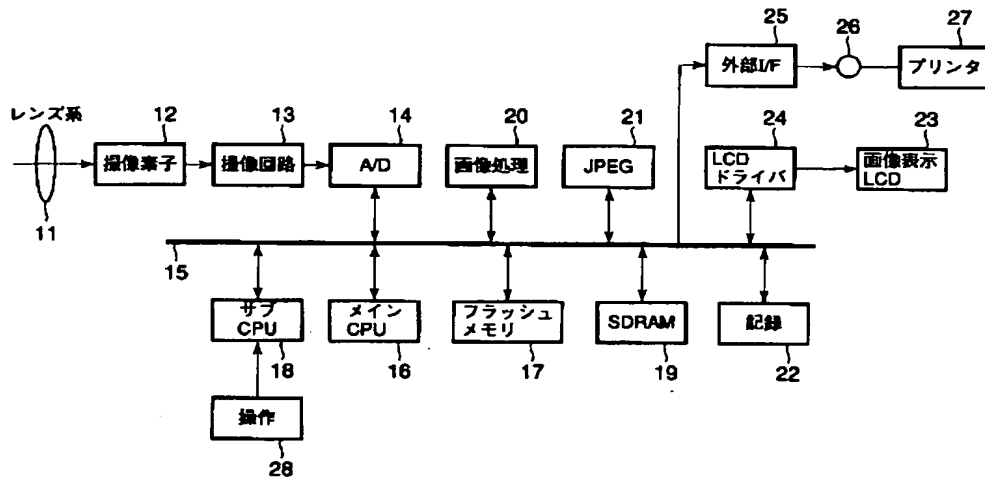 25
26
27
外部I/F
プリンタ
レンズ系
12
13
14
20
21
24
23
撮像素子
撮像回路
A/D
画像処理
JPEG
LCD
ドライバ
画像表示
LCD
11
15
サブ
CPU
メイン
CPU
フラッシュ
メモリ
SDRAM
記録
18
16
17
19
22
操作
28